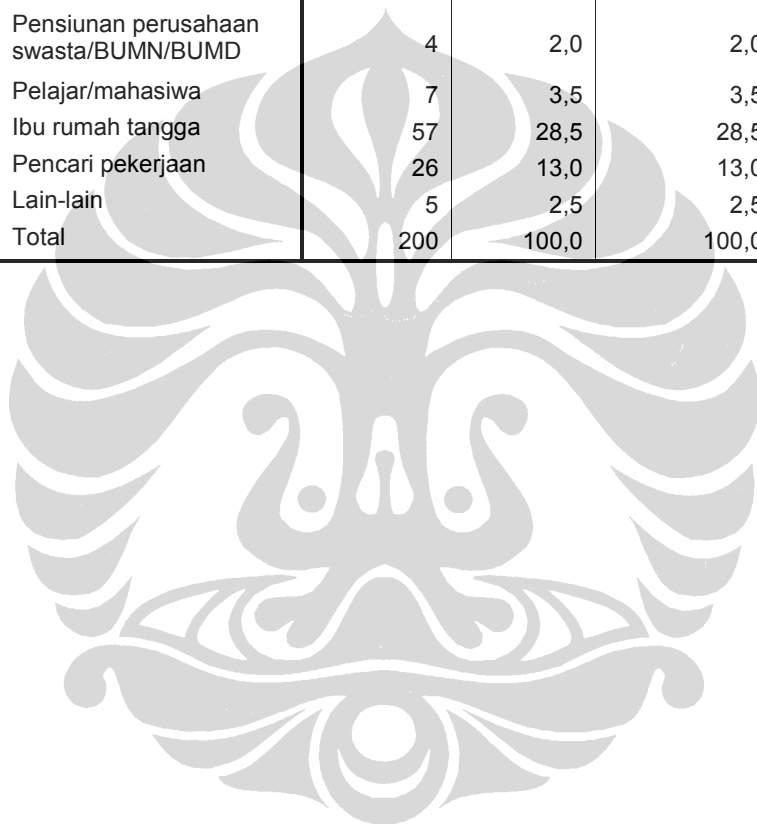 Pensiunan perusahaan
swasta/BUMN/BUMD 4 2,0 2,0
Pelajar/mahasiwa 7 3,5 3,5
Ibu rumah tangga 57 28,5 28,5
Pencari pekerjaan 26 13,0 13,0
Lain-lain 5 2,5 2,5
Total 200 100,0 100,0